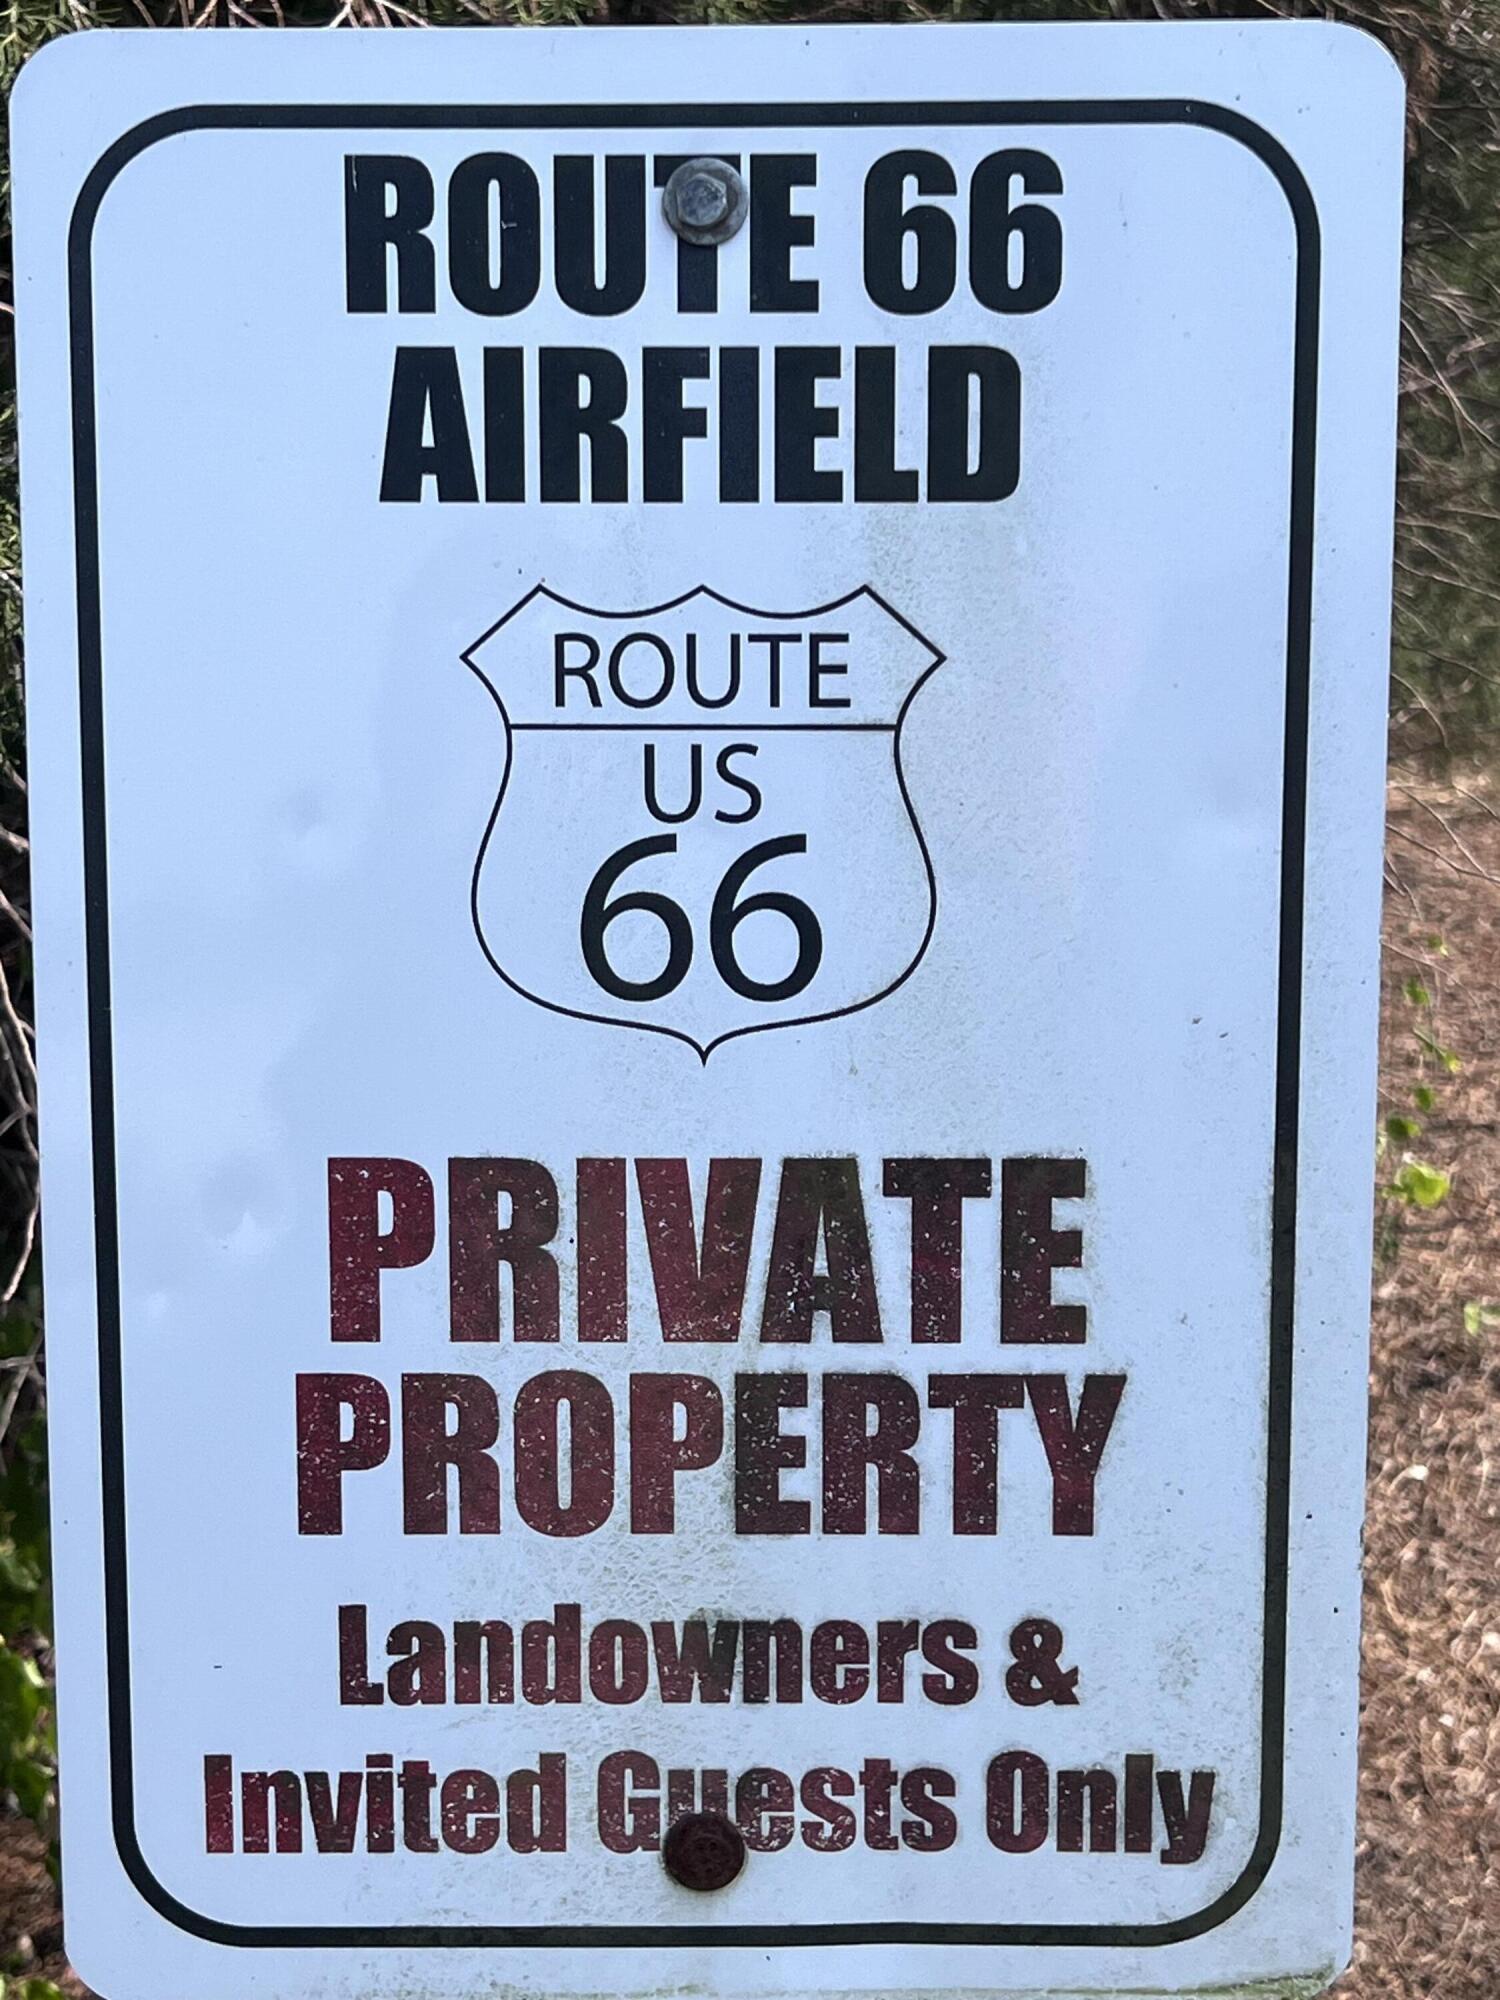 ROUTE 66
AIRFIELD
ROUTE
US
66
PRIVATE
PROPERTY
Landowners &
Invited Guests Only